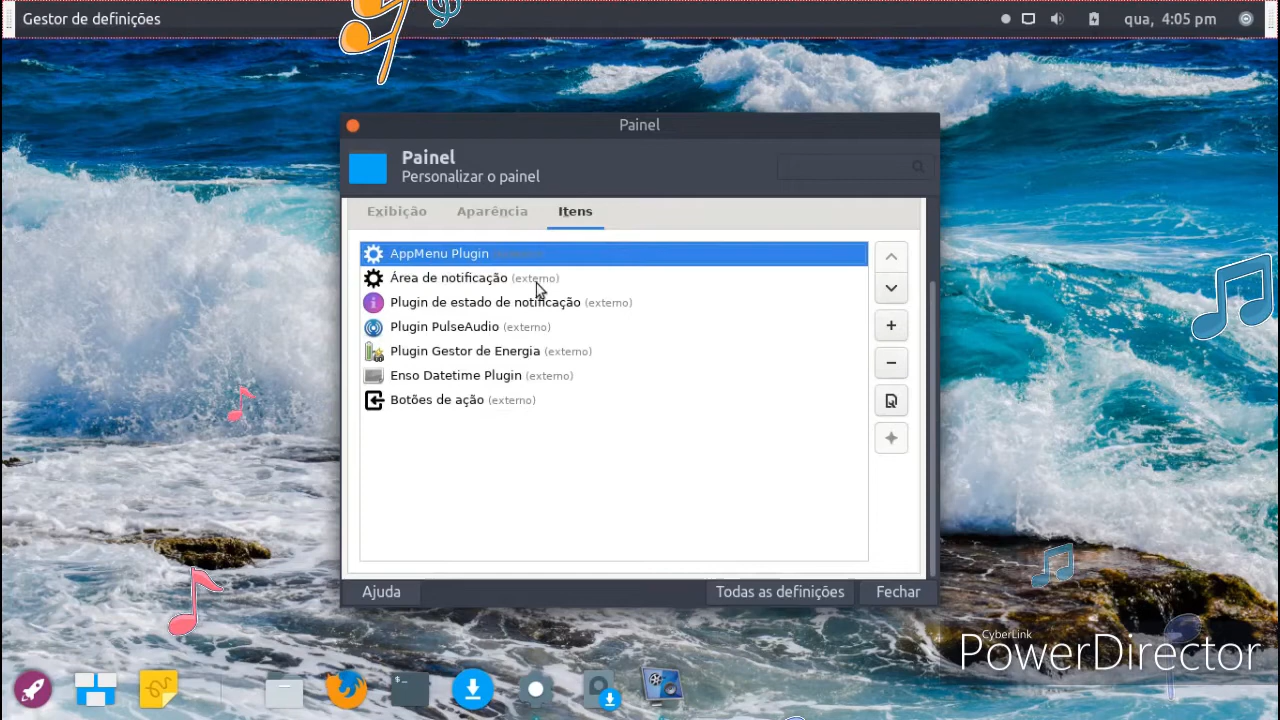 Gestor de definições
qua, 4:05 pm
Painel
Painel
Personalizar o painel
Exibição Aparência Itens
AppMenu Plugin (externo)
Área de notificação (externo)
Plugin de estado de notificação (externo)
Plugin PulseAudio (externo)
Plugin Gestor de Energia (externo)
Enso Datetime Plugin (externo)
Botões de ação (externo)
Ajuda Todas as definições Fechar
CyberLink
PowerDirector